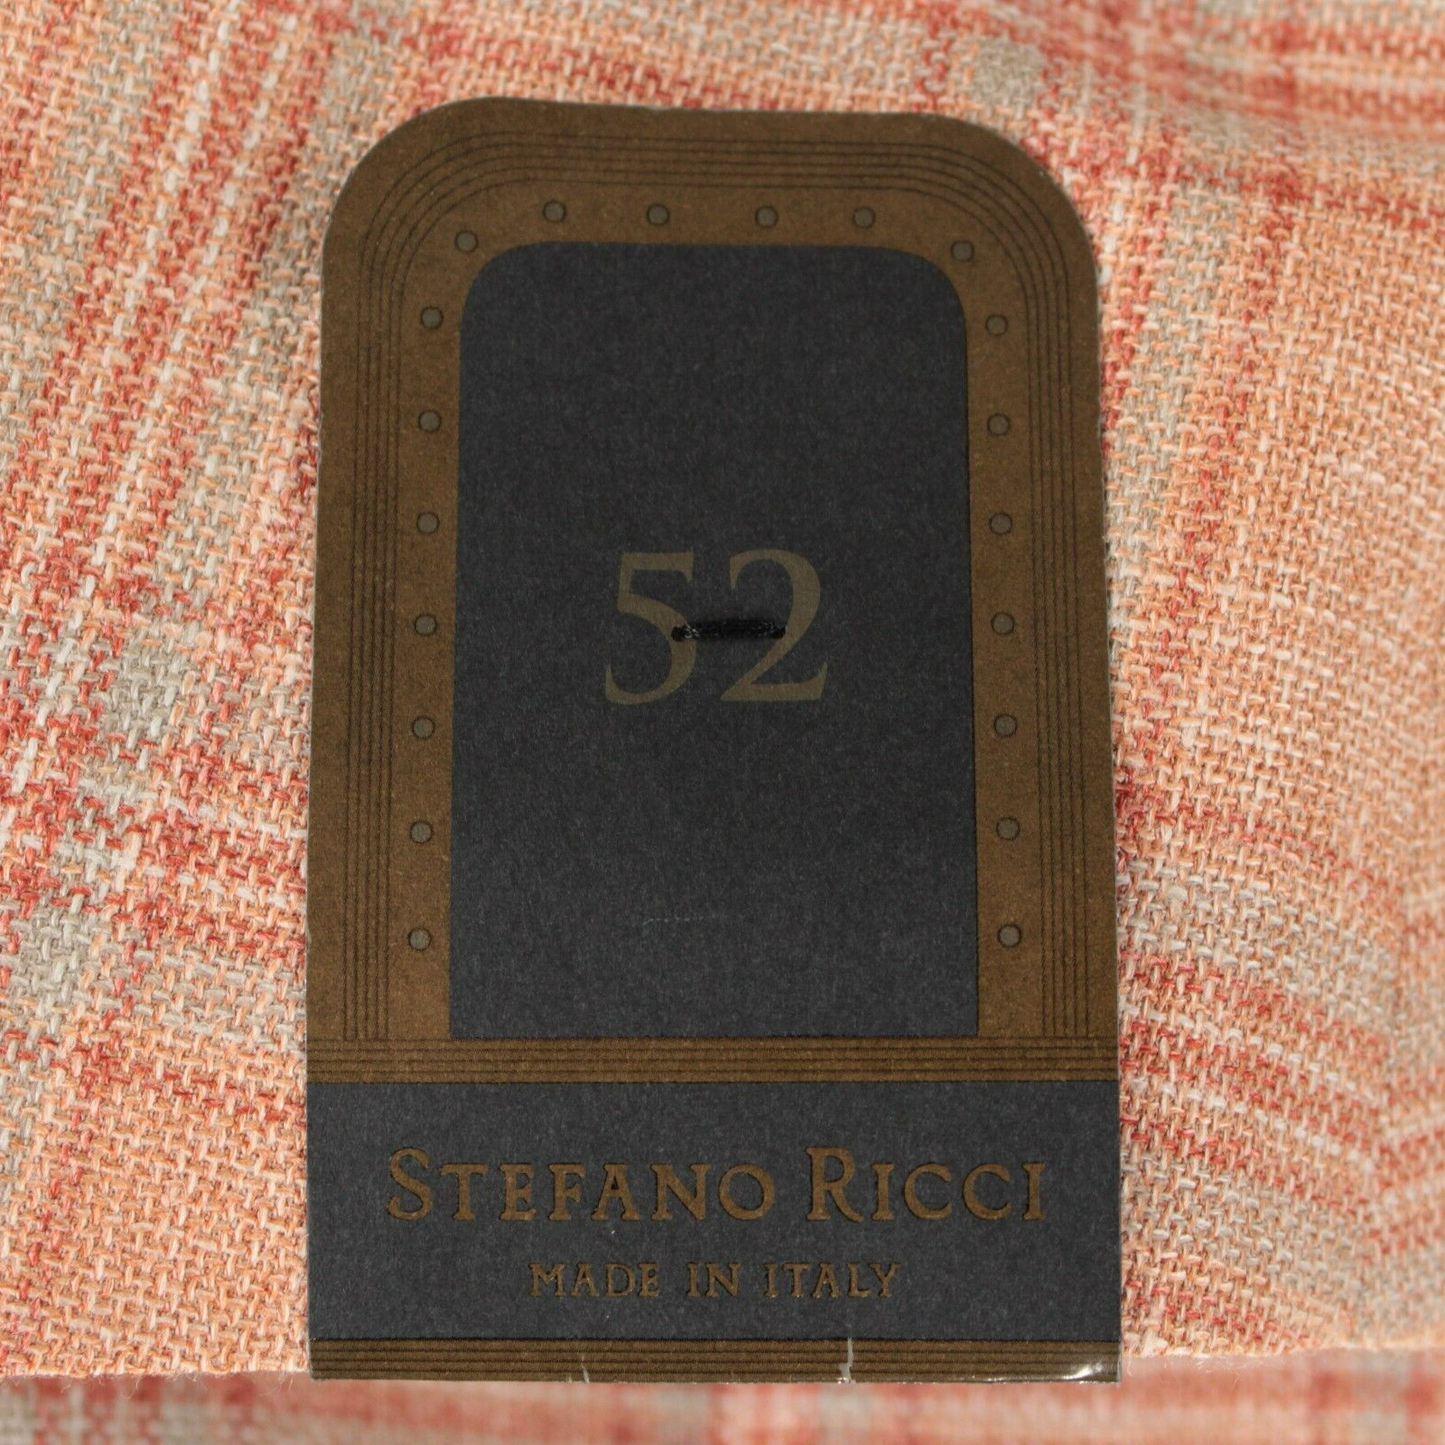 52
STEFANO RICCI
MADE IN ITALY